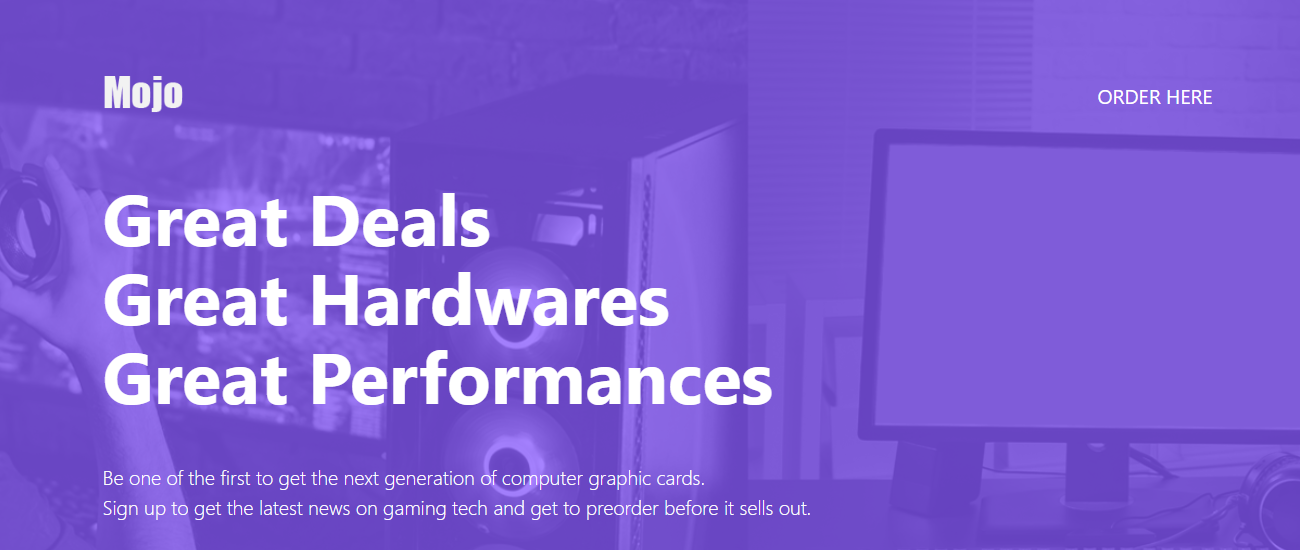 Mojo
ORDER HERE
Great Deals
Great Hardwares
Great Performances
Be one of the first to get the next generation of computer graphic cards.
Sign up to get the latest news on gaming tech and get to preorder before it sells out.